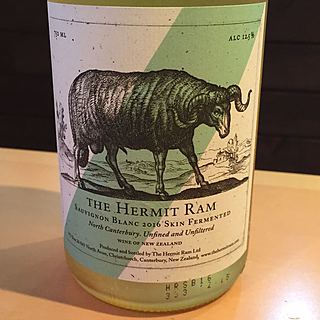 750 ML ALC 12.5%
THE HERMIT RAM
SAUVIGNON BLANC 2016 SKIN FERMENTED
North Canterbury. Unfined and Unfiltered
WINE OF NEW ZEALAND
Produced and bottled by The Hermit Ram Ltd
North Christchurch, Canterbury, New Zealand,
HRSB16